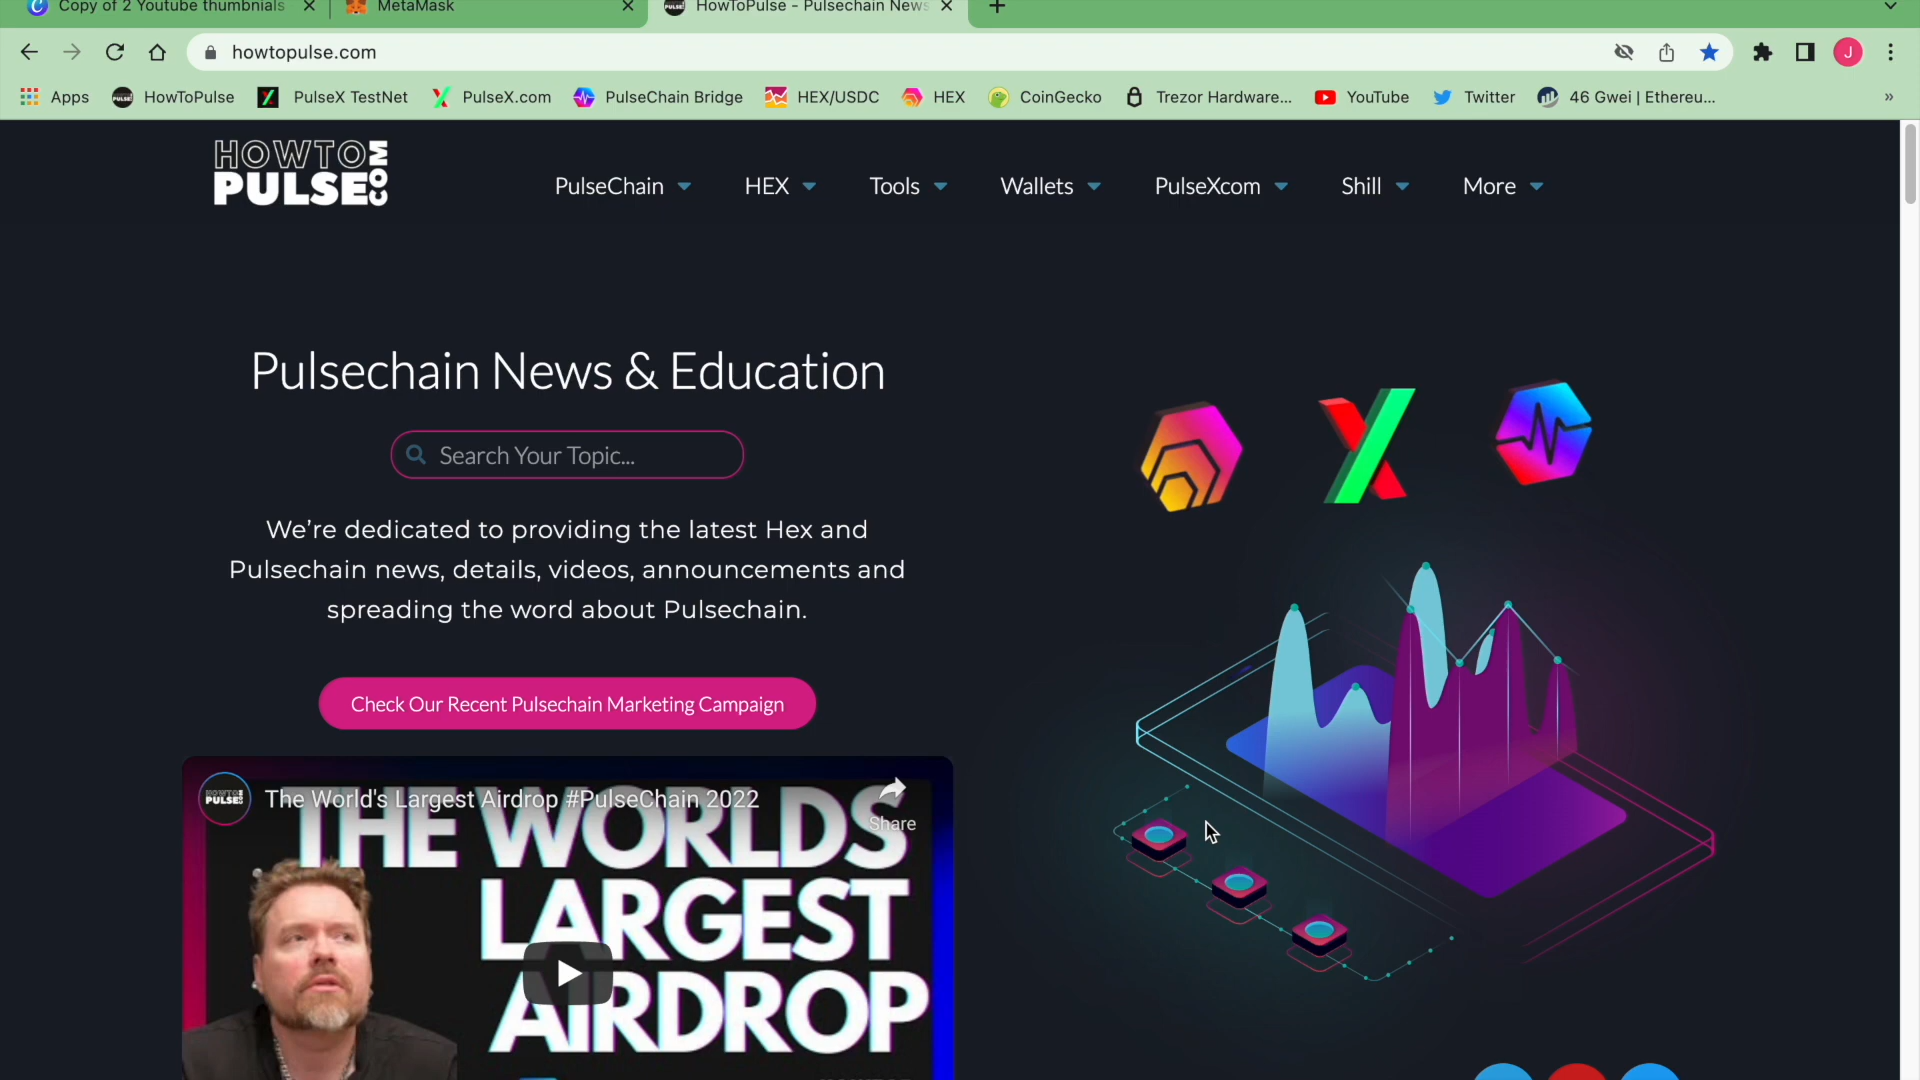 Copy of 2 Youtube thumbnials
MetaMask
HowToPulse - Pulsechain News
howtopulse.com
J
Apps
HowToPulse
PulseX TestNet
PulseX.com
PulseChain Bridge
HEX/USDC
HEX
CoinGecko
Trezor Hardware...
YouTube
Twitter
46 Gwei | Ethereu...
»
HOWTO
PULSE
COM
PulseChain
HEX
Tools
Wallets
PulseXcom
Shill
More
Pulsechain News & Education
Search Your Topic...
We’re dedicated to providing the latest Hex and
Pulsechain news, details, videos, announcements and
spreading the word about Pulsechain.
Check Our Recent Pulsechain Marketing Campaign
HOWTO
PULSE
The World's Largest Airdrop #PulseChain 2022
Share
THE WORLDS
LARGEST
AIRDROP